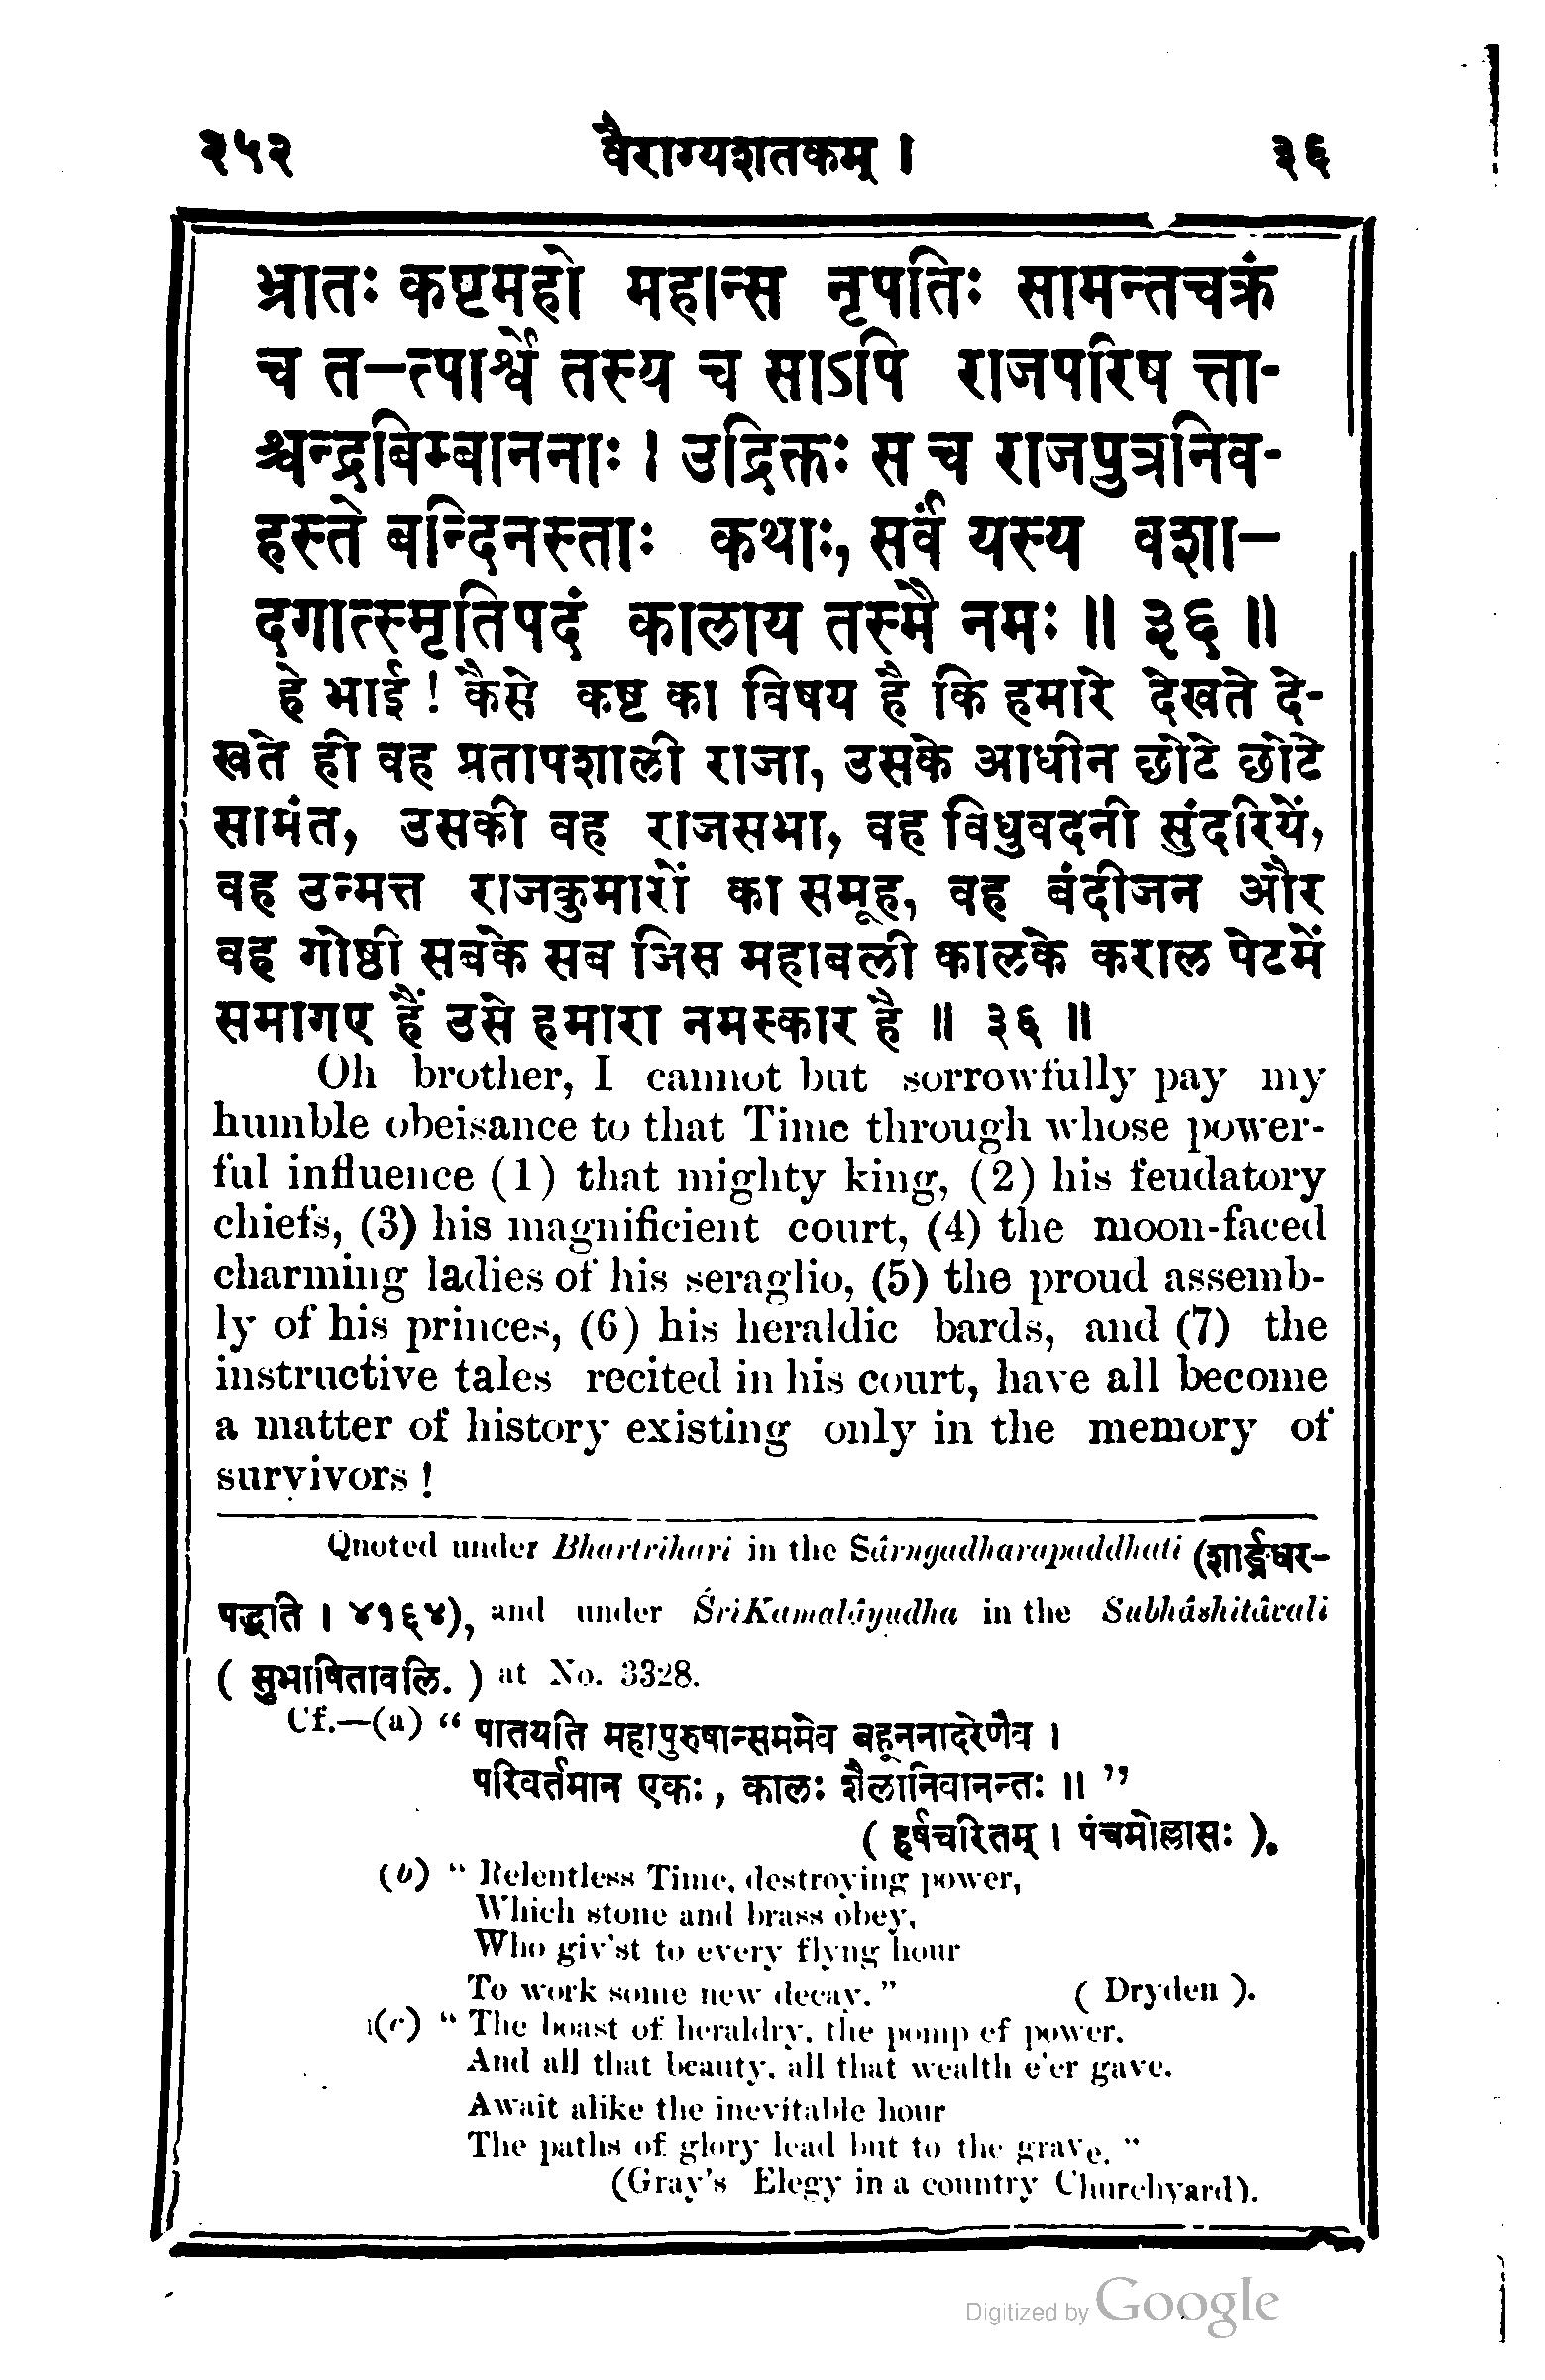 २५२ वैराग्यशतकम् । ३६
भ्रातः कष्टमहो महान्स नृपतिः सामन्तचक्रं
च त–त्पार्श्वे तस्य च साऽपि राजपरिष त्ता-
श्चन्द्रबिम्बाननाः । उद्रिक्तः स च राजपुत्रनिव-
हस्ते बन्दिनस्ताः कथाः, सर्वं यस्य वशा–
दगात्स्मृतिपदं कालाय तस्मै नमः ॥ ३६ ॥
हे भाई ! कैसे कष्ट का विषय है कि हमारे देखते दे-
खते ही वह प्रतापशाली राजा, उसके आधीन छोटे छोटे
सामंत, उसकी वह राजसभा, वह विधुवदनी सुंदरियें,
वह उन्मत्त राजकुमारों का समूह, वह बंदीजन और
वह गोष्ठी सबके सब जिस महाबली कालके कराल पेटमें
समागए हैं उसे हमारा नमस्कार है ॥ ३६ ॥
Oh brother, I cannot but sorrowfully pay my
humble obeisance to that Time through whose power-
ful influence (1) that mighty king, (2) his feudatory
chiefs, (3) his magnificient court, (4) the moon-faced
charming ladies of his seraglio, (5) the proud assemb-
ly of his princes, (6) his heraldic bards, and (7) the
instructive tales recited in his court, have all become
a matter of history existing only in the memory of
survivors !
Quoted under Bhartrihari in the Sârngadharapaddhati (शार्ङ्गधर-
पद्धति । ४१६४), and under ŚriKamalâyudha in the Subhâshitâvali
( सुभाषितावलि. ) at No. 3328.
Cf.—(a) “ पातयति महापुरुषान्सममेव बहूननादरेणैव ।
परिवर्तमान एकः , कालः शैलानिवानन्तः ॥ ”
( हर्षचरितम् । पंचमोल्लासः ).
(b) “ Relentless Time, destroying power,
Which stone and brass obey,
Who giv'st to every flyng hour
To work some new decay. ” ( Dryden ).
(c) “ The boast of heraldry, the pomp ef power.
And all that beauty, all that wealth e'er gave.
Await alike the inevitable hour
The paths of glory lead but to the grave. ”
(Gray's Elegy in a country Churchyard).
Digitized by Google